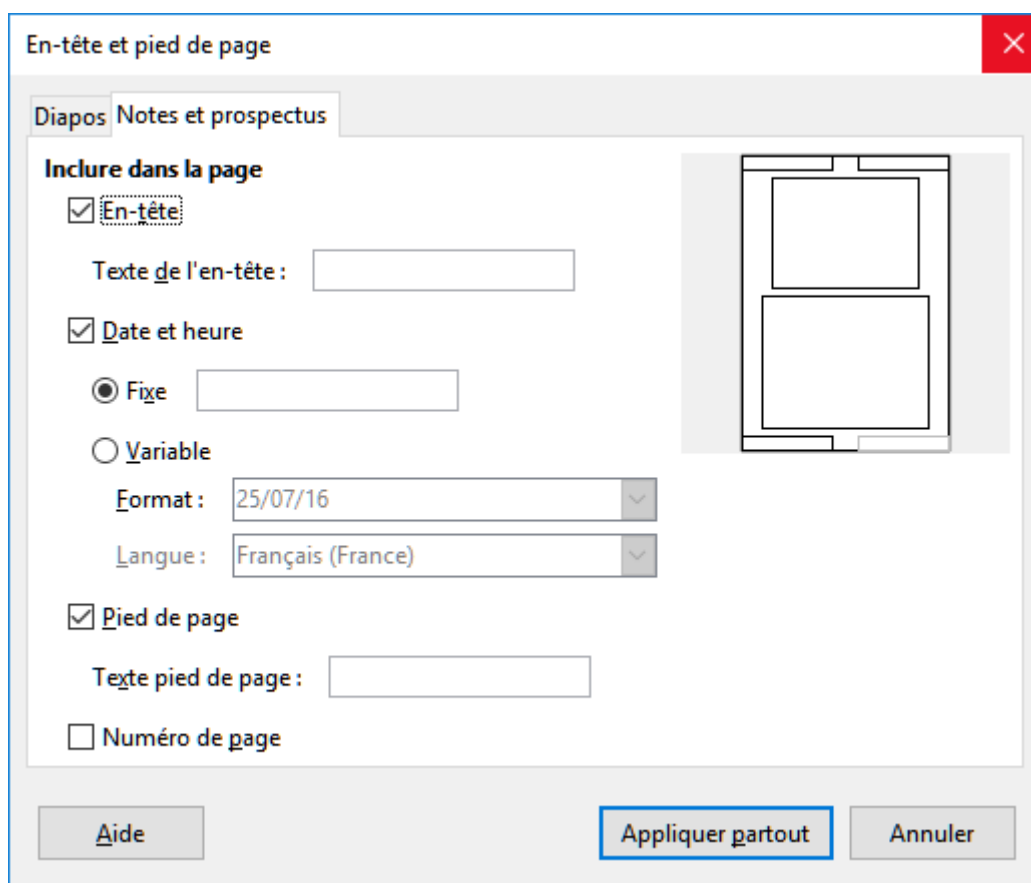 En-tête et pied de page
Diapos Notes et prospectus
Inclure dans la page
En-tête
Texte de l'en-tête :
Date et heure
Fixe
Variable
Format : 25/07/16
Langue : Français (France)
Pied de page
Texte pied de page :
Numéro de page
Aide Appliquer partout Annuler